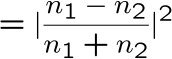 = |\frac{n_1 - n_2}{n_1 + n_2}|^2